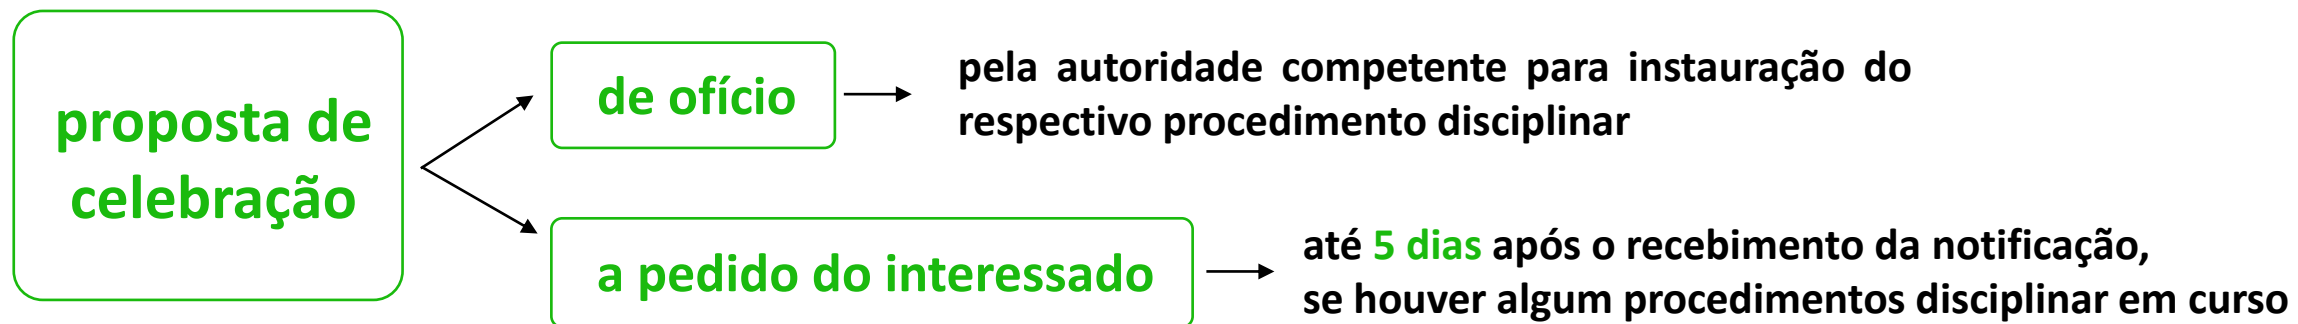 proposta de
celebração
de ofício
pela autoridade competente para instauração do
respectivo procedimento disciplinar
a pedido do interessado
até 5 dias após o recebimento da notificação,
se houver algum procedimentos disciplinar em curso